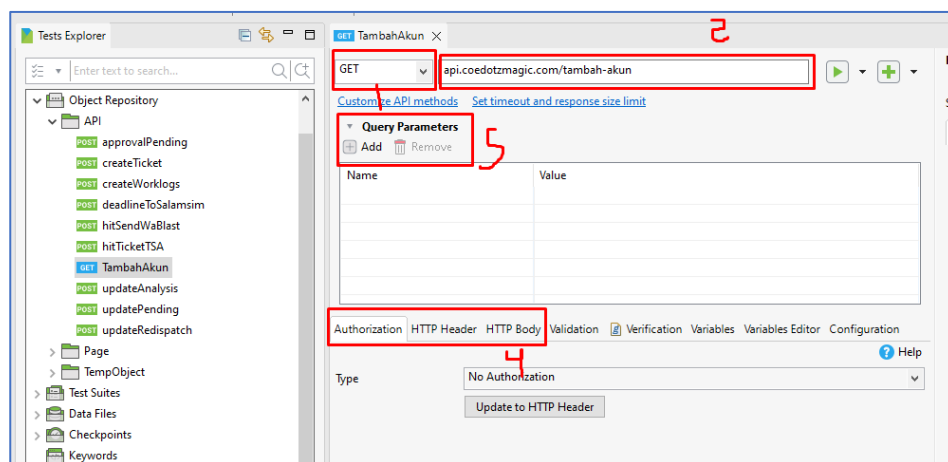 Tests Explorer
GET TambahAkun
2
Enter text to search...
GET
api.coedotzmagic.com/tambah-akun
Customize API methods Set timeout and response size limit
Query Parameters
Add Remove
5
Name Value
Object Repository
API
POST approvalPending
POST createTicket
POST createWorklogs
POST deadlineToSalamsim
POST hitSendWaBlast
POST hitTicketTSA
GET TambahAkun
POST updateAnalysis
POST updatePending
POST updateRedispatch
Page
TempObject
Test Suites
Data Files
Checkpoints
Keywords
Authorization HTTP Header HTTP Body Validation Verification Variables Variables Editor Configuration
4
Help
Type No Authorization
Update to HTTP Header